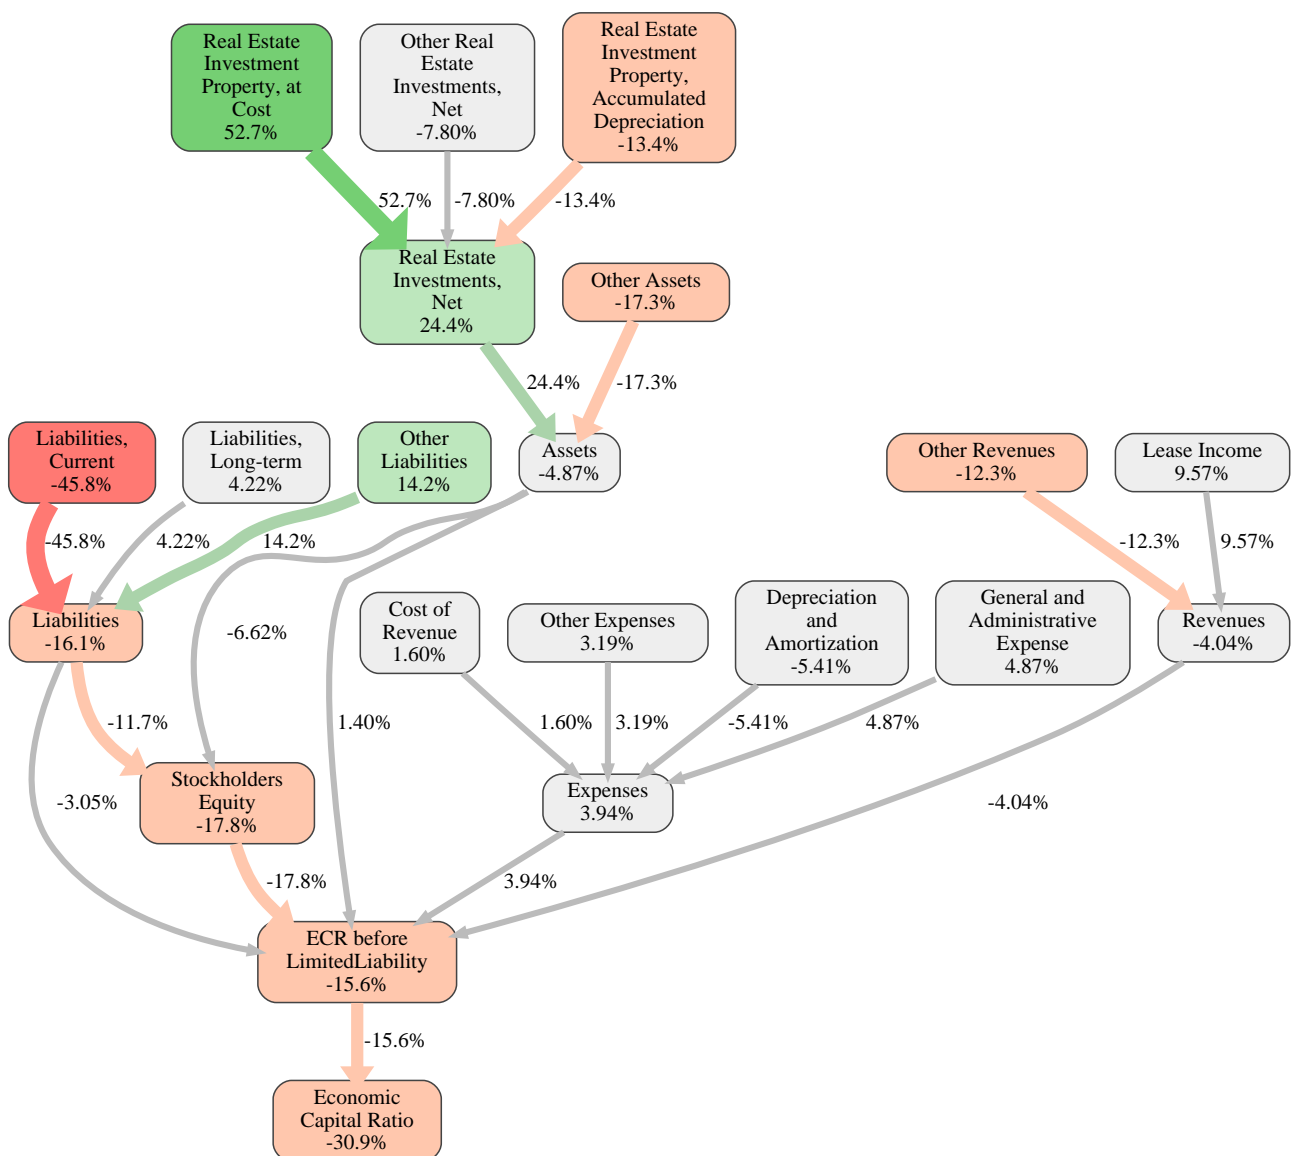 Real Estate
Investment
Property, at
Cost
52.7%
Other Real
Estate
Investments,
Net
-7.80%
Real Estate
Investment
Property,
Accumulated
Depreciation
-13.4%
52.7%
-7.80%
-13.4%
Real Estate
Investments,
Net
24.4%
Other Assets
-17.3%
24.4%
-17.3%
Liabilities,
Current
-45.8%
Liabilities,
Long-term
4.22%
Other
Liabilities
14.2%
Assets
-4.87%
Other Revenues
-12.3%
Lease Income
9.57%
-45.8%
4.22%
14.2%
-12.3%
9.57%
Liabilities
-16.1%
-6.62%
Cost of
Revenue
1.60%
Other Expenses
3.19%
Depreciation
and
Amortization
-5.41%
General and
Administrative
Expense
4.87%
Revenues
-4.04%
-11.7%
1.40%
1.60%
3.19%
-5.41%
4.87%
Stockholders
Equity
-17.8%
-3.05%
Expenses
3.94%
-4.04%
-17.8%
3.94%
ECR before
LimitedLiability
-15.6%
-15.6%
Economic
Capital Ratio
-30.9%